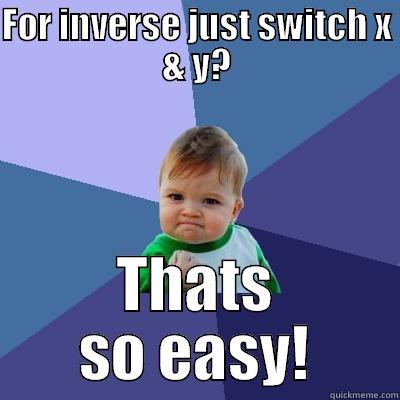 For inverse just switch x
& y?
Thats
so easy!
quickmeme.com